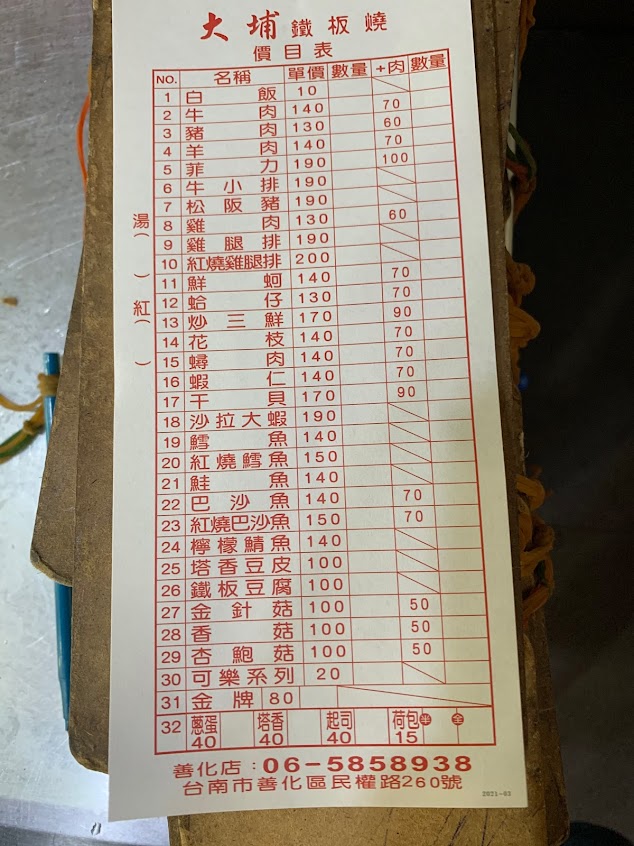 大埔鐵板燒
價目表
NO. 名稱 單價 數量 +肉 數量
1 白飯 10
2 牛肉 140 70
3 豬肉 130 60
4 羊肉 140 70
5 菲力 190 100
6 牛小排 190
7 松阪豬 190
8 雞肉 130 60
9 雞腿排 190
10 紅燒雞腿排 200
11 鮮蚵 140 70
12 蛤仔 130 70
13 炒三鮮 170 90
14 花枝 140 70
15 蟳肉 140 70
16 蝦仁 140 70
17 干貝 170 90
18 沙拉大蝦 190
19 鱈魚 140
20 紅燒鱈魚 150
21 鮭魚 140
22 巴沙魚 140 70
23 紅燒巴沙魚 150 70
24 檸檬鯖魚 140
25 塔香豆皮 100
26 鐵板豆腐 100
27 金針菇 100 50
28 香菇 100 50
29 杏鮑菇 100 50
30 可樂系列 20
31 金牌 80
32 蔥蛋 40 塔香 40 起司 40 荷包 15 半 全
湯( ) 紅( )
善化店：06-5858938
台南市善化區民權路260號
2021-03